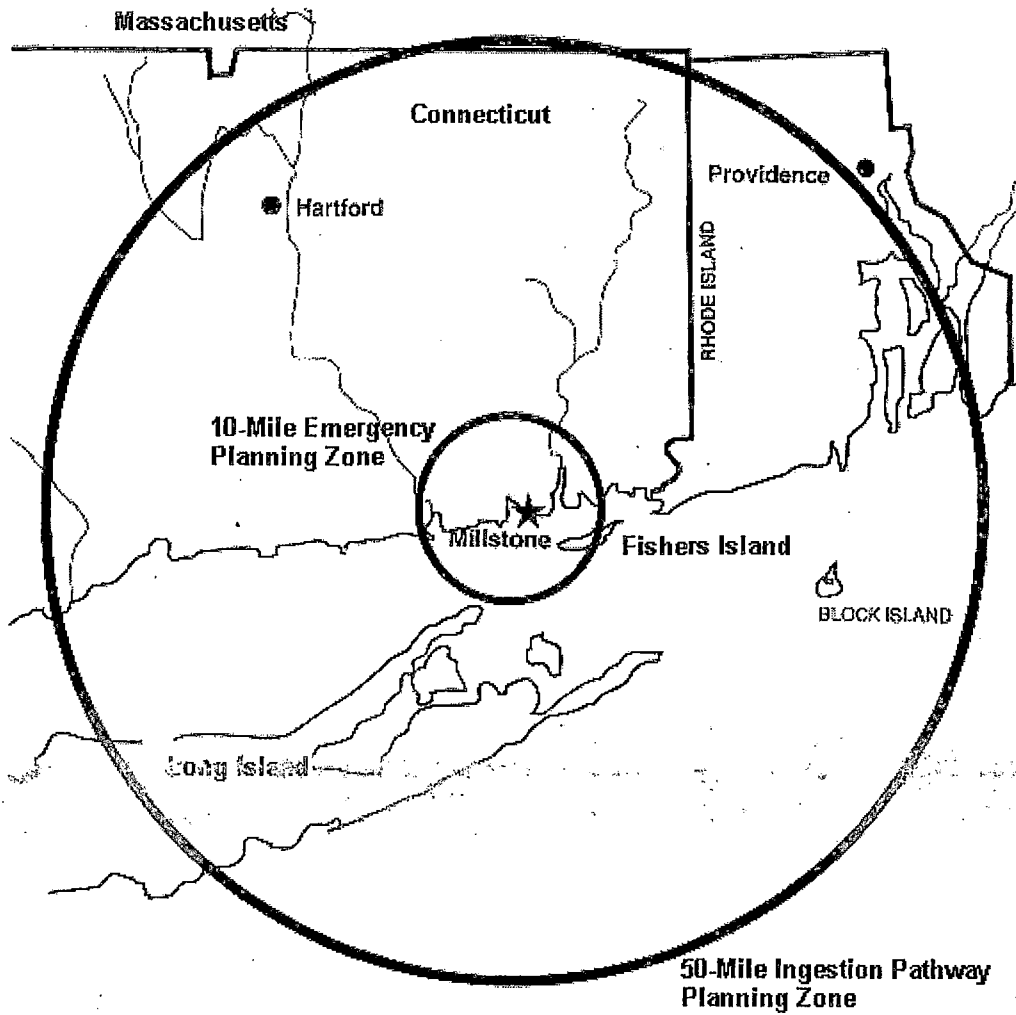 Massachusetts
Connecticut
Providence
Hartford
RHODE ISLAND
10-Mile Emergency
Planning Zone
Millstone
Fishers Island
BLOCK ISLAND
Long Island
50-Mile Ingestion Pathway
Planning Zone